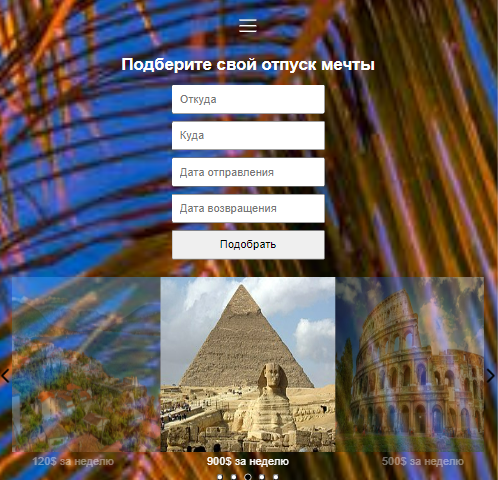 Подберите свой отпуск мечты
Откуда
Куда
Дата отправления
Дата возвращения
Подобрать
120$ за неделю
900$ за неделю
500$ за неделю